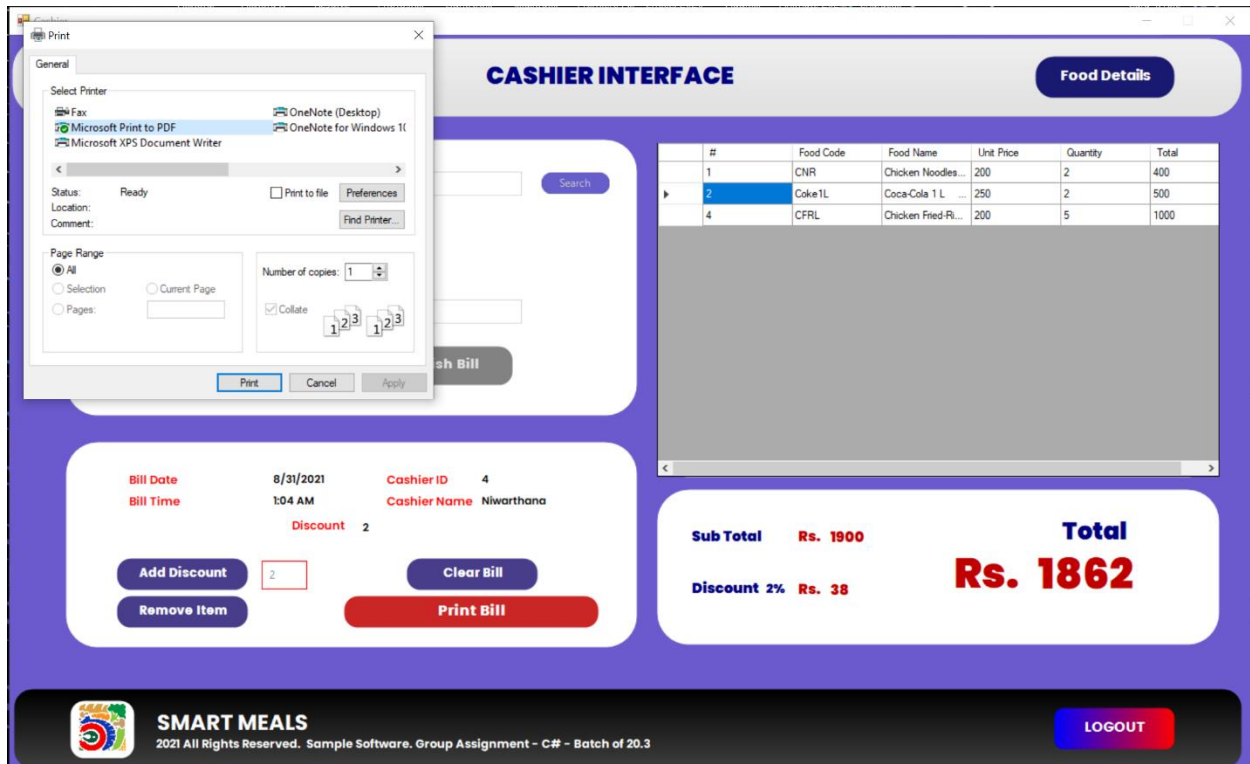 Print
General
Select Printer
Fax
OneNote (Desktop)
Microsoft Print to PDF
OneNote for Windows 1
Microsoft XPS Document Writer
Status: Ready
Print to file
Preferences
Location:
Comment:
Find Printer...
Page Range
All
Selection
Current Page
Pages:
Number of copies: 1
Collate
1 2 3 1 2 3
Print Cancel Apply
CASHIER INTERFACE
Food Details
Search
sh Bill
# Food Code Food Name Unit Price Quantity Total
1 CNR Chicken Noodles... 200 2 400
2 Coke1L Coca-Cola 1 L ... 250 2 500
4 CFRL Chicken Fried-Ri... 200 5 1000
Bill Date 8/31/2021 Cashier ID 4
Bill Time 1:04 AM Cashier Name Niwarthana
Discount 2
Add Discount 2 Clear Bill
Remove Item Print Bill
Sub Total Rs. 1900
Discount 2% Rs. 38
Total
Rs. 1862
SMART MEALS
2021 All Rights Reserved. Sample Software. Group Assignment - C# - Batch of 20.3
LOGOUT